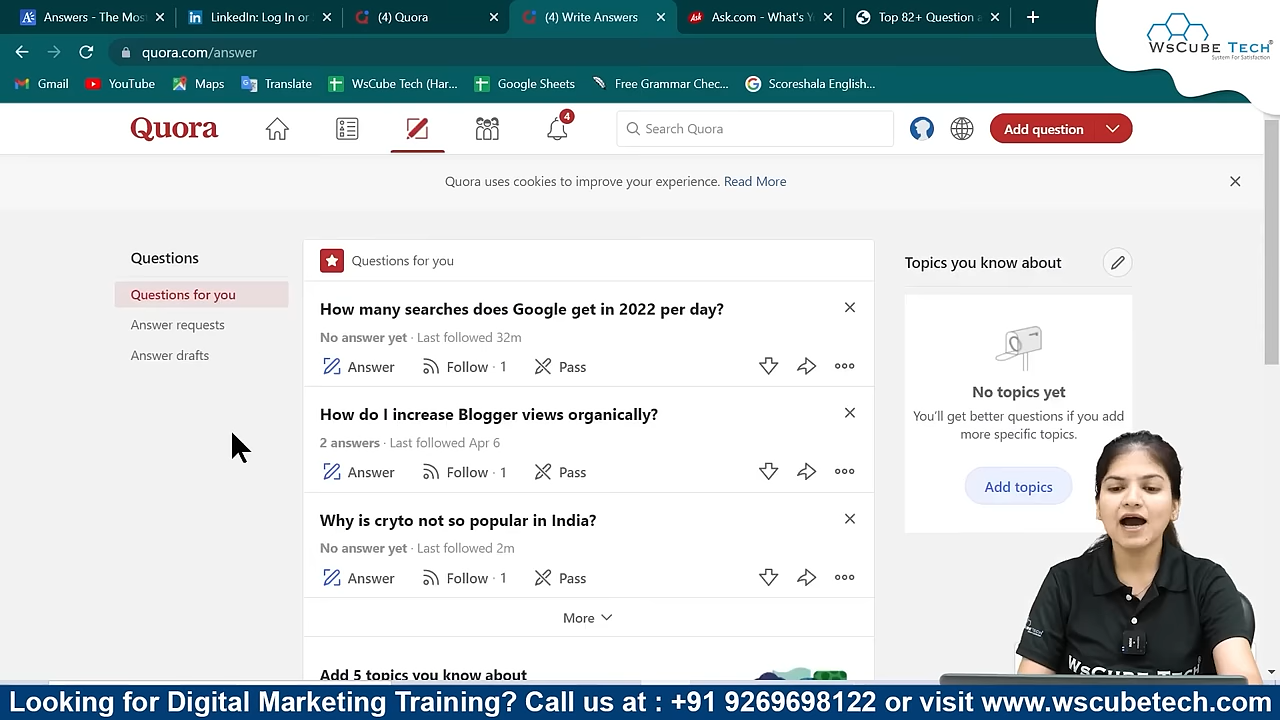 Answers - The Mos
LinkedIn: Log In or
(4) Quora
(4) Write Answers
Ask.com - What's Y
Top 82+ Question a
WsCube Tech®
System For Satisfaction
quora.com/answer
Gmail
YouTube
Maps
Translate
WsCube Tech (Har...
Google Sheets
Free Grammar Chec...
Scoreshala English...
Quora
4
Search Quora
Add question
Quora uses cookies to improve your experience. Read More
Questions
Questions for you
Answer requests
Answer drafts
Questions for you
How many searches does Google get in 2022 per day?
No answer yet · Last followed 32m
Answer
Follow · 1
Pass
How do I increase Blogger views organically?
2 answers · Last followed Apr 6
Answer
Follow · 1
Pass
Why is cryto not so popular in India?
No answer yet · Last followed 2m
Answer
Follow · 1
Pass
More
Add 5 topics you know about
Topics you know about
No topics yet
You'll get better questions if you add
more specific topics.
Add topics
WsCube Tech
Looking for Digital Marketing Training? Call us at : +91 9269698122 or visit www.wscubetech.com